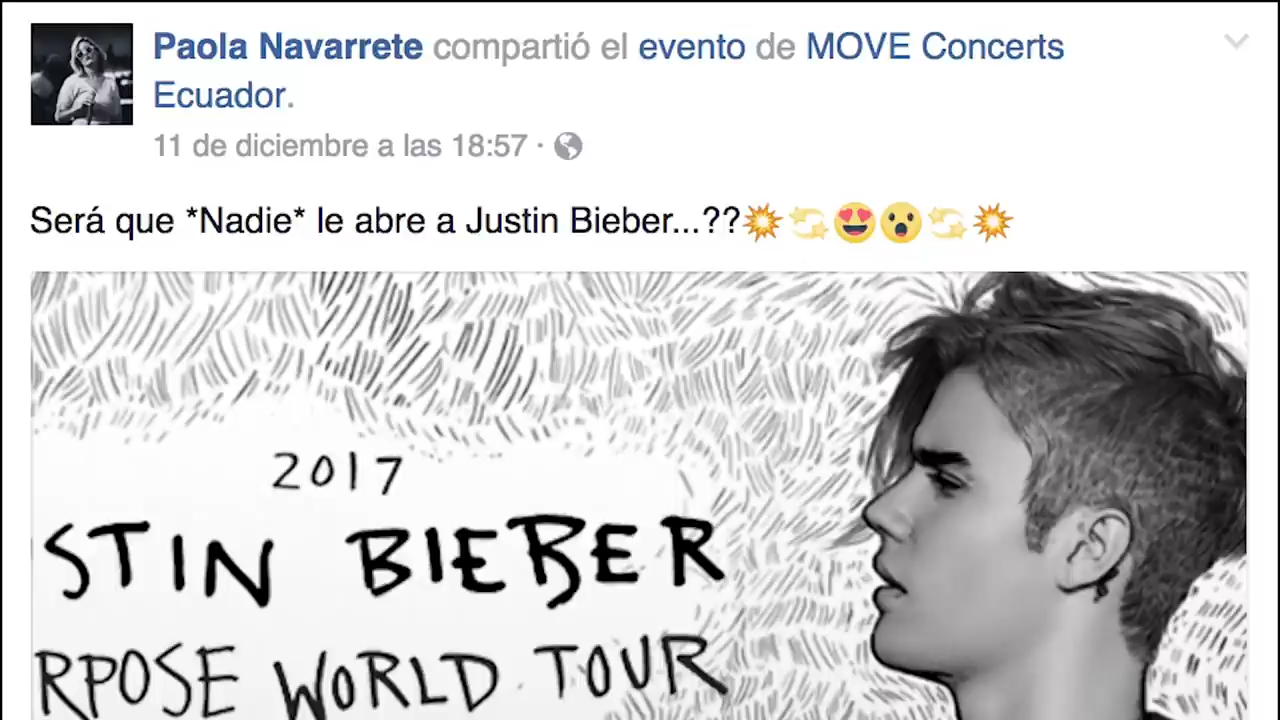 Paola Navarrete compartió el evento de MOVE Concerts
Ecuador.
11 de diciembre a las 18:57 ·
Será que *Nadie* le abre a Justin Bieber...??💥💫😍😮💫💥
2017
STIN BIEBER
RPOSE WORLD TOUR